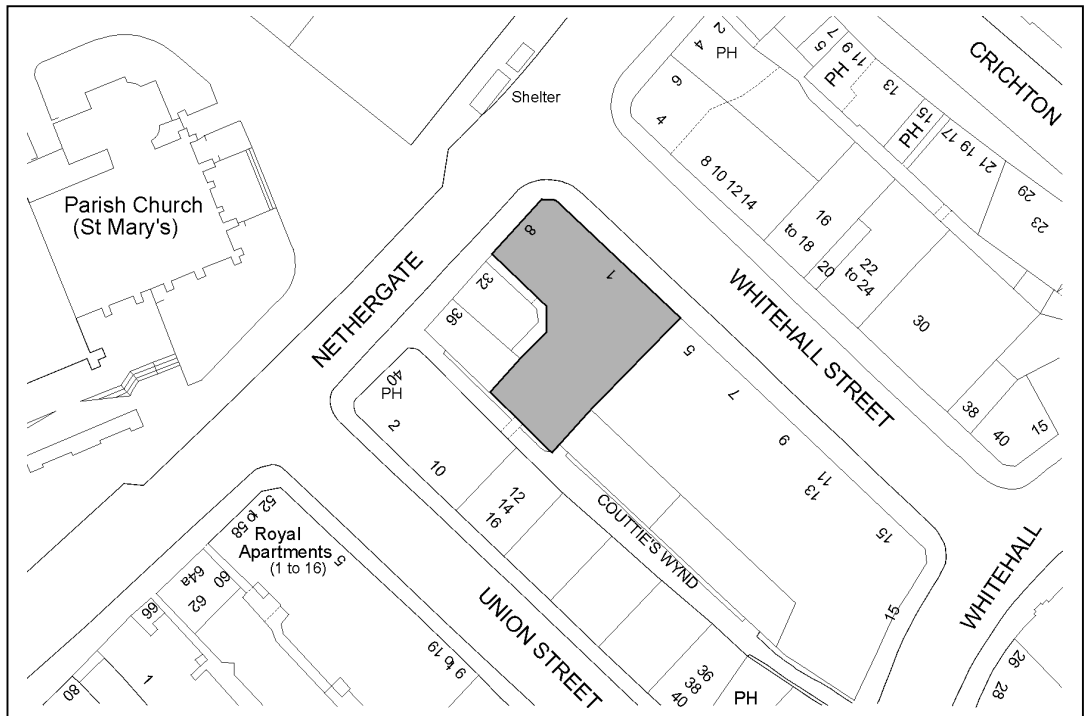 Parish Church
(St Mary's)
Shelter
NETHERGATE
2
4
PH
6
4
8 10 12 14
16
to 18
20
22
to 24
30
38
40
15
7
5
11 9
PH
13
15
PH
21 19 17
29
23
CRICHTON
WHITEHALL STREET
8
1
32
36
5
7
9
11
13
15
15
WHITEHALL
40
PH
2
10
12
14
16
COUTTIE'S WYND
UNION STREET
36
38
40
PH
26
28
52
to 58
5
Royal
Apartments
(1 to 16)
64a
60
62
66
1
80
9 to 19